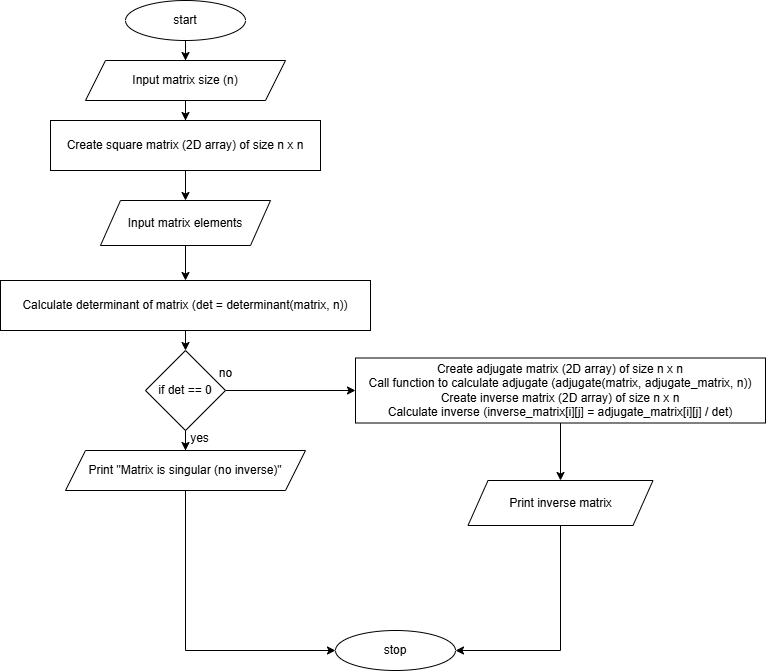 start
Input matrix size (n)
Create square matrix (2D array) of size n x n
Input matrix elements
Calculate determinant of matrix (det = determinant(matrix, n))
if det == 0
no
Create adjugate matrix (2D array) of size n x n
Call function to calculate adjugate (adjugate(matrix, adjugate_matrix, n))
Create inverse matrix (2D array) of size n x n
Calculate inverse (inverse_matrix[i][j] = adjugate_matrix[i][j] / det)
yes
Print "Matrix is singular (no inverse)"
Print inverse matrix
stop